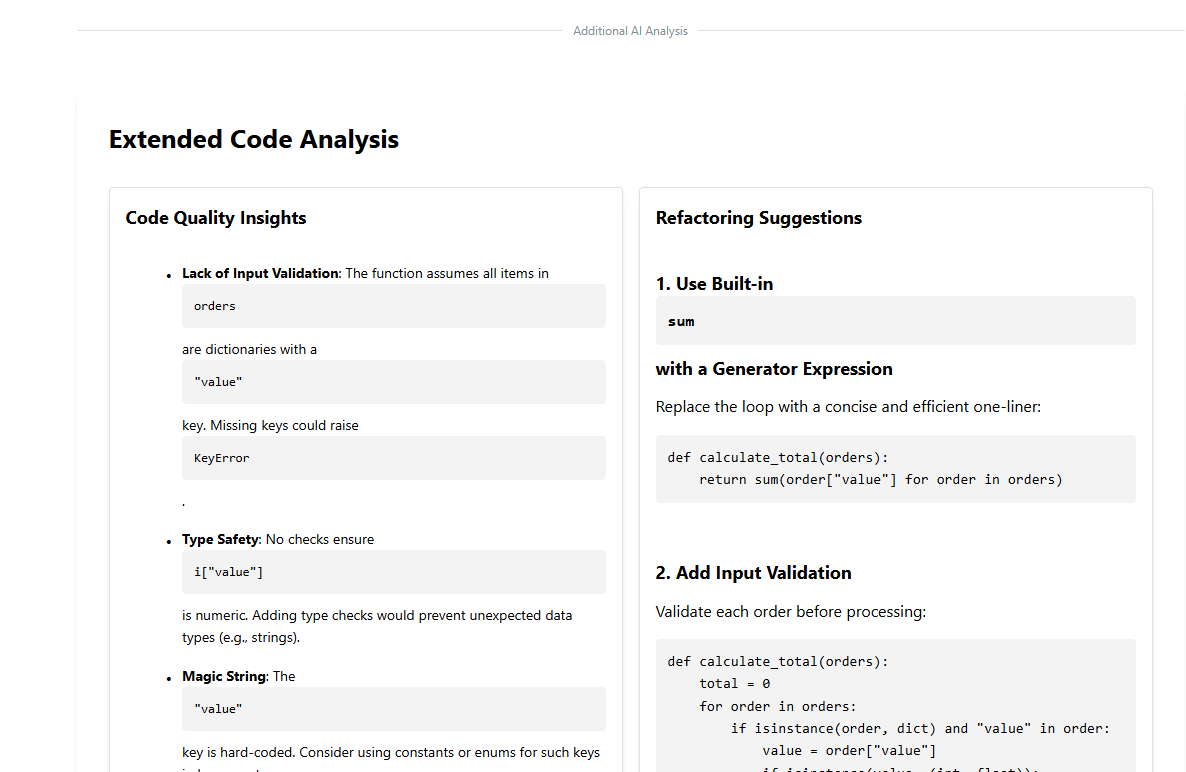 Additional AI Analysis
Extended Code Analysis
Code Quality Insights
• Lack of Input Validation: The function assumes all items in
orders
are dictionaries with a
"value"
key. Missing keys could raise
KeyError
.
• Type Safety: No checks ensure
i["value"]
is numeric. Adding type checks would prevent unexpected data
types (e.g., strings).
• Magic String: The
"value"
key is hard-coded. Consider using constants or enums for such keys
Refactoring Suggestions
1. Use Built-in
sum
with a Generator Expression
Replace the loop with a concise and efficient one-liner:
def calculate_total(orders):
    return sum(order["value"] for order in orders)
2. Add Input Validation
Validate each order before processing:
def calculate_total(orders):
    total = 0
    for order in orders:
        if isinstance(order, dict) and "value" in order:
            value = order["value"]
            if isinstance(value, (int, float)):